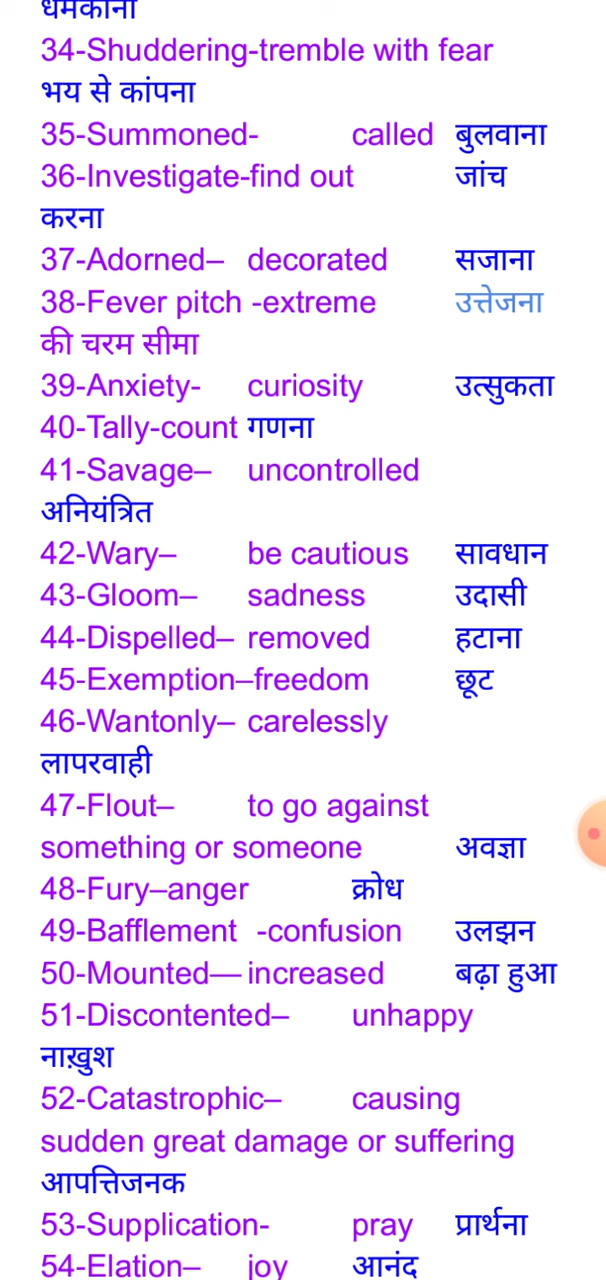 धमकाना
34-Shuddering-tremble with fear
भय से कांपना
35-Summoned- called बुलवाना
36-Investigate-find out जांच
करना
37-Adorned– decorated सजाना
38-Fever pitch -extreme उत्तेजना
की चरम सीमा
39-Anxiety- curiosity उत्सुकता
40-Tally-count गणना
41-Savage– uncontrolled
अनियंत्रित
42-Wary– be cautious सावधान
43-Gloom– sadness उदासी
44-Dispelled– removed हटाना
45-Exemption–freedom छूट
46-Wantonly– carelessly
लापरवाही
47-Flout– to go against
something or someone अवज्ञा
48-Fury–anger क्रोध
49-Bafflement -confusion उलझन
50-Mounted— increased बढ़ा हुआ
51-Discontented– unhappy
नाख़ुश
52-Catastrophic– causing
sudden great damage or suffering
आपत्तिजनक
53-Supplication- pray प्रार्थना
54-Elation– joy आनंद